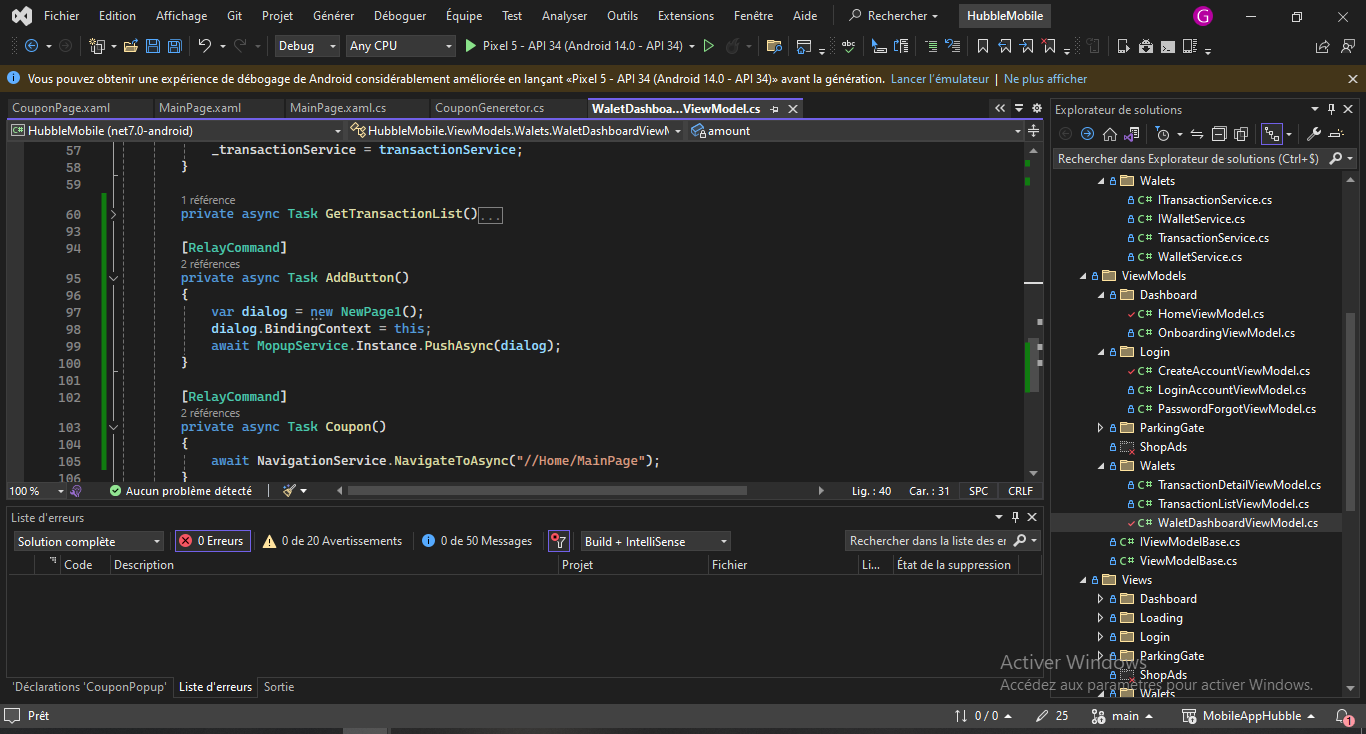 Fichier Edition Affichage Git Projet Générer Déboguer Équipe Test Analyser Outils Extensions Fenêtre Aide Rechercher HubbleMobile G
Debug Any CPU Pixel 5 - API 34 (Android 14.0 - API 34)
Vous pouvez obtenir une expérience de débogage de Android considérablement améliorée en lançant «Pixel 5 - API 34 (Android 14.0 - API 34)» avant la génération. Lancer l'émulateur | Ne plus afficher
CouponPage.xaml MainPage.xaml MainPage.xaml.cs CouponGeneretor.cs WaletDashboa...ViewModel.cs
C# HubbleMobile (net7.0-android) HubbleMobile.ViewModels.Walets.WaletDashboardViewM amount
57 _transactionService = transactionService;
58 }
59
1 référence
60 private async Task GetTransactionList()...
93
94 [RelayCommand]
2 références
95 private async Task AddButton()
96 {
97 var dialog = new NewPage1();
98 dialog.BindingContext = this;
99 await MopupService.Instance.PushAsync(dialog);
100 }
101
102 [RelayCommand]
2 références
103 private async Task Coupon()
104 {
105 await NavigationService.NavigateToAsync("//Home/MainPage");
106 }
100 % Aucun problème détecté Lig. : 40 Car. : 31 SPC CRLF
Liste d'erreurs
Solution complète 0 Erreurs 0 de 20 Avertissements 0 de 50 Messages Build + IntelliSense Rechercher dans la liste des er
Code Description Projet Fichier Li... État de la suppression
'Déclarations 'CouponPopup' Liste d'erreurs Sortie
Explorateur de solutions
Rechercher dans Explorateur de solutions (Ctrl+$)
Walets
C# ITransactionService.cs
C# IWalletService.cs
C# TransactionService.cs
C# WalletService.cs
ViewModels
Dashboard
C# HomeViewModel.cs
C# OnboardingViewModel.cs
Login
C# CreateAccountViewModel.cs
C# LoginAccountViewModel.cs
C# PasswordForgotViewModel.cs
ParkingGate
ShopAds
Walets
C# TransactionDetailViewModel.cs
C# TransactionListViewModel.cs
C# WaletDashboardViewModel.cs
C# IViewModelBase.cs
C# ViewModelBase.cs
Views
Dashboard
Loading
Login
ParkingGate
ShopAds
Walets
Activer Windows
Accédez aux paramètres pour activer Windows.
Prêt 0 / 0 25 main MobileAppHubble 1